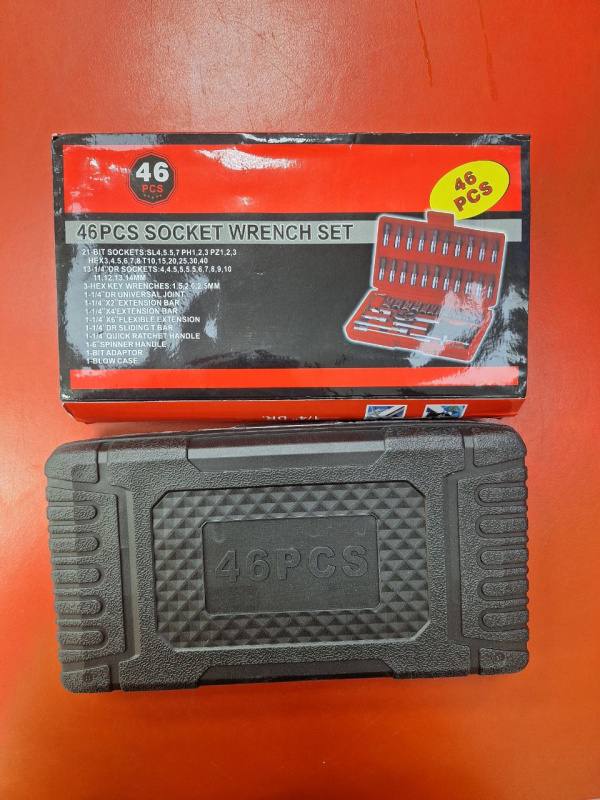 46
PCS
46
PCS
46PCS SOCKET WRENCH SET
21-BIT SOCKETS:SL4,5.5,7 PH1,2,3 PZ1,2,3
HEX3,4,5,6,7,8 T10,15,20,25,30,40
13-1/4"DR SOCKETS:4,4.5,5,5.5,6,7,8,9,10
11,12,13,14MM
3-HEX KEY WRENCHES:1.5,2.0,2.5MM
1-1/4"DR UNIVERSAL JOINT
1-1/4"X2"EXTENSION BAR
1-1/4"X4"EXTENSION BAR
1-1/4"X6"FLEXIBLE EXTENSION
1-1/4"DR SLIDING T BAR
1-1/4"QUICK RATCHET HANDLE
1-6"SPINNER HANDLE
1-BIT ADAPTOR
1-BLOW CASE
1/4" DR.
46PCS